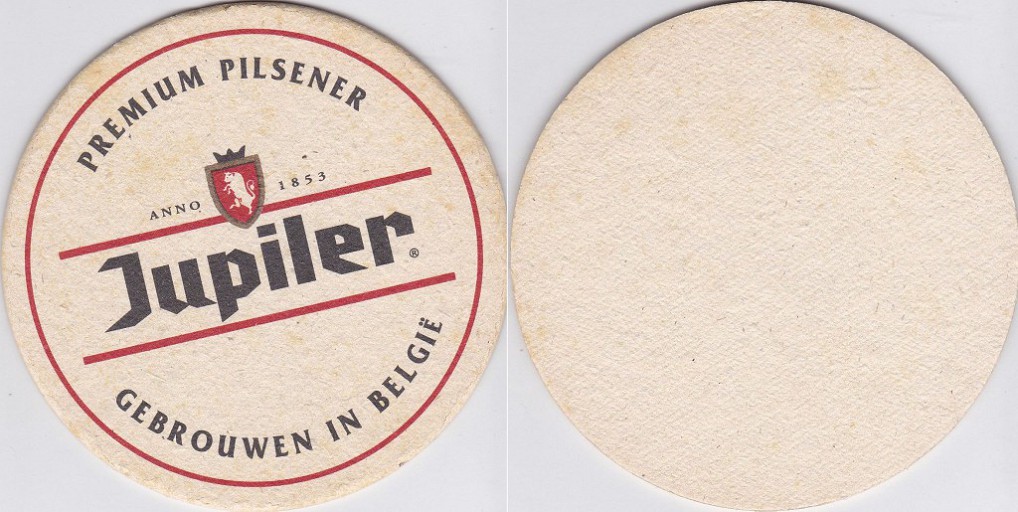 PREMIUM PILSENER
ANNO 1853
Jupiler®
GEBROUWEN IN BELGIË